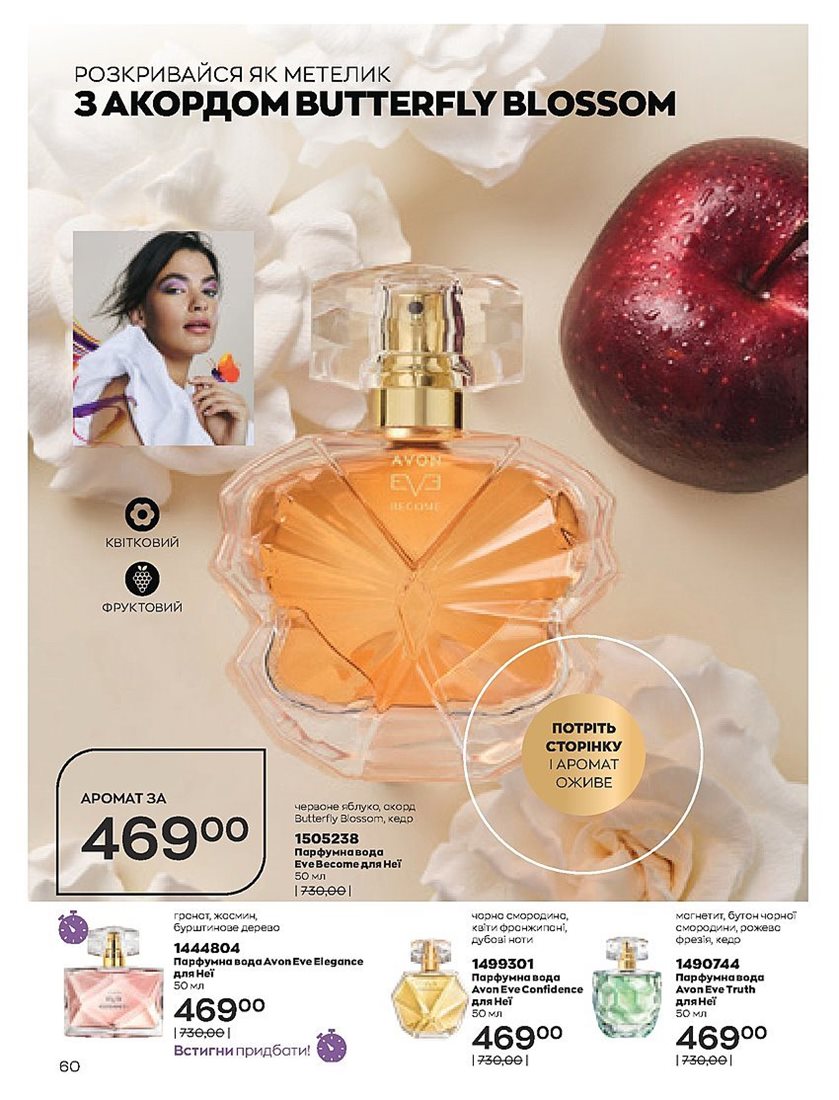 РОЗКРИВАЙСЯ ЯК МЕТЕЛИК
З АКОРДОМ BUTTERFLY BLOSSOM
AVON
EVE
BECOME
КВІТКОВИЙ
ФРУКТОВИЙ
ПОТРІТЬ
СТОРІНКУ
І АРОМАТ
ОЖИВЕ
АРОМАТ ЗА
469⁰⁰
червоне яблуко, акорд
Butterfly Blossom, кедр
1505238
Парфумна вода
Eve Become для Неї
50 мл
| 730,00 |
гранат, жасмин,
бурштинове дерево
1444804
Парфумна вода Avon Eve Elegance
для Неї
50 мл
469⁰⁰
| 730,00 |
Встигни придбати!
чорна смородина,
квіти франжипані,
дубові ноти
1499301
Парфумна вода
Avon Eve Confidence
для Неї
50 мл
469⁰⁰
| 730,00 |
магнетит, бутон чорної
смородини, рожева
фрезія, кедр
1490744
Парфумна вода
Avon Eve Truth
для Неї
50 мл
469⁰⁰
| 730,00 |
60